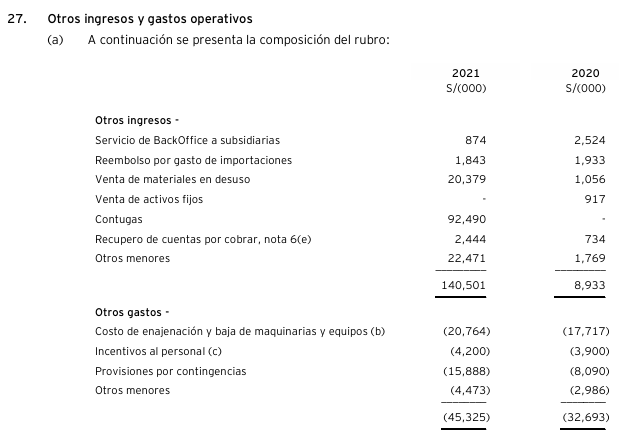 27. Otros ingresos y gastos operativos
(a) A continuación se presenta la composición del rubro:
2021 2020
S/(000) S/(000)
Otros ingresos -
Servicio de BackOffice a subsidiarias 874 2,524
Reembolso por gasto de importaciones 1,843 1,933
Venta de materiales en desuso 20,379 1,056
Venta de activos fijos - 917
Contugas 92,490 -
Recupero de cuentas por cobrar, nota 6(e) 2,444 734
Otros menores 22,471 1,769
140,501 8,933
Otros gastos -
Costo de enajenación y baja de maquinarias y equipos (b) (20,764) (17,717)
Incentivos al personal (c) (4,200) (3,900)
Provisiones por contingencias (15,888) (8,090)
Otros menores (4,473) (2,986)
(45,325) (32,693)